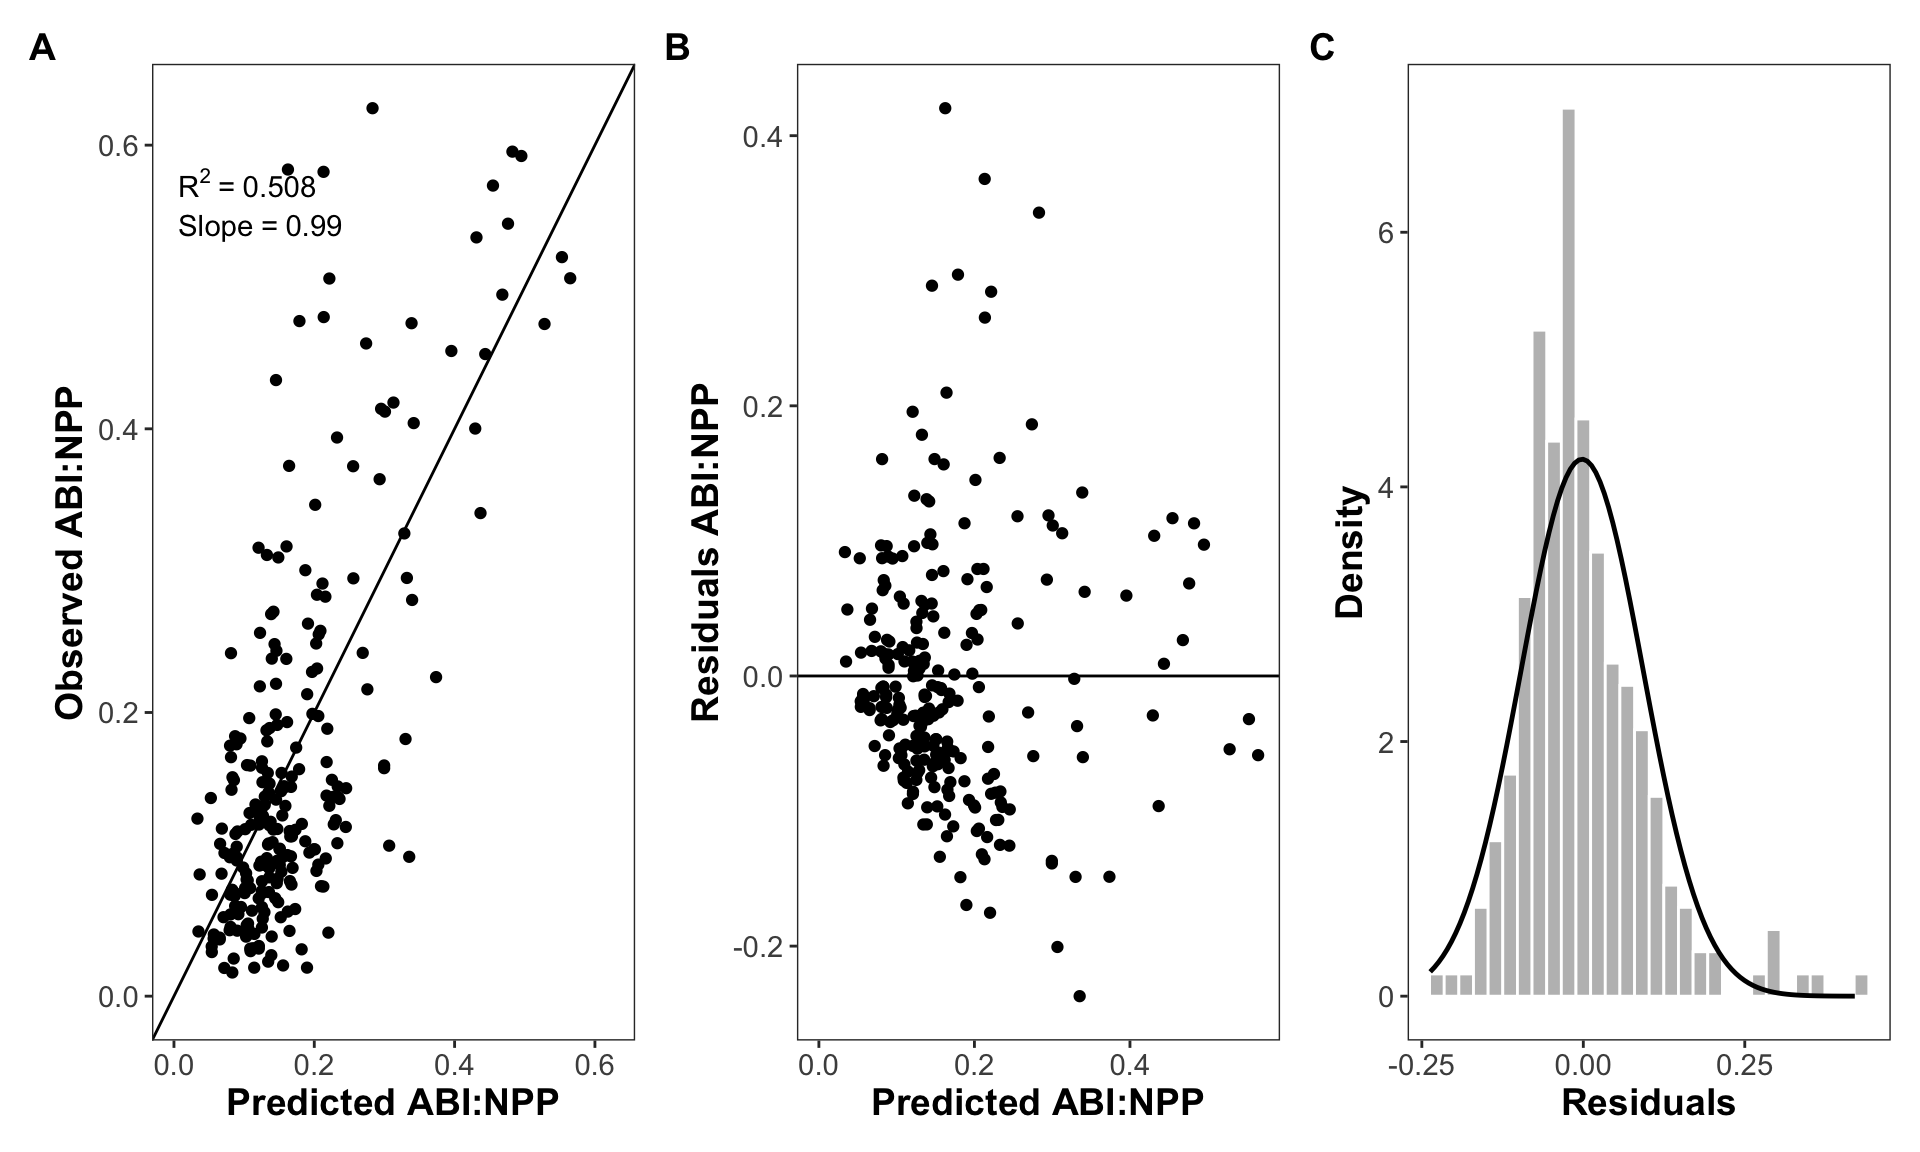 A
B
C
R² = 0.508
Slope = 0.99
0.6
0.4
0.2
0.0
0.0
0.2
0.4
0.6
Observed ABI:NPP
Predicted ABI:NPP
0.4
0.2
0.0
-0.2
0.0
0.2
0.4
Residuals ABI:NPP
Predicted ABI:NPP
6
4
2
0
-0.25
0.00
0.25
Density
Residuals